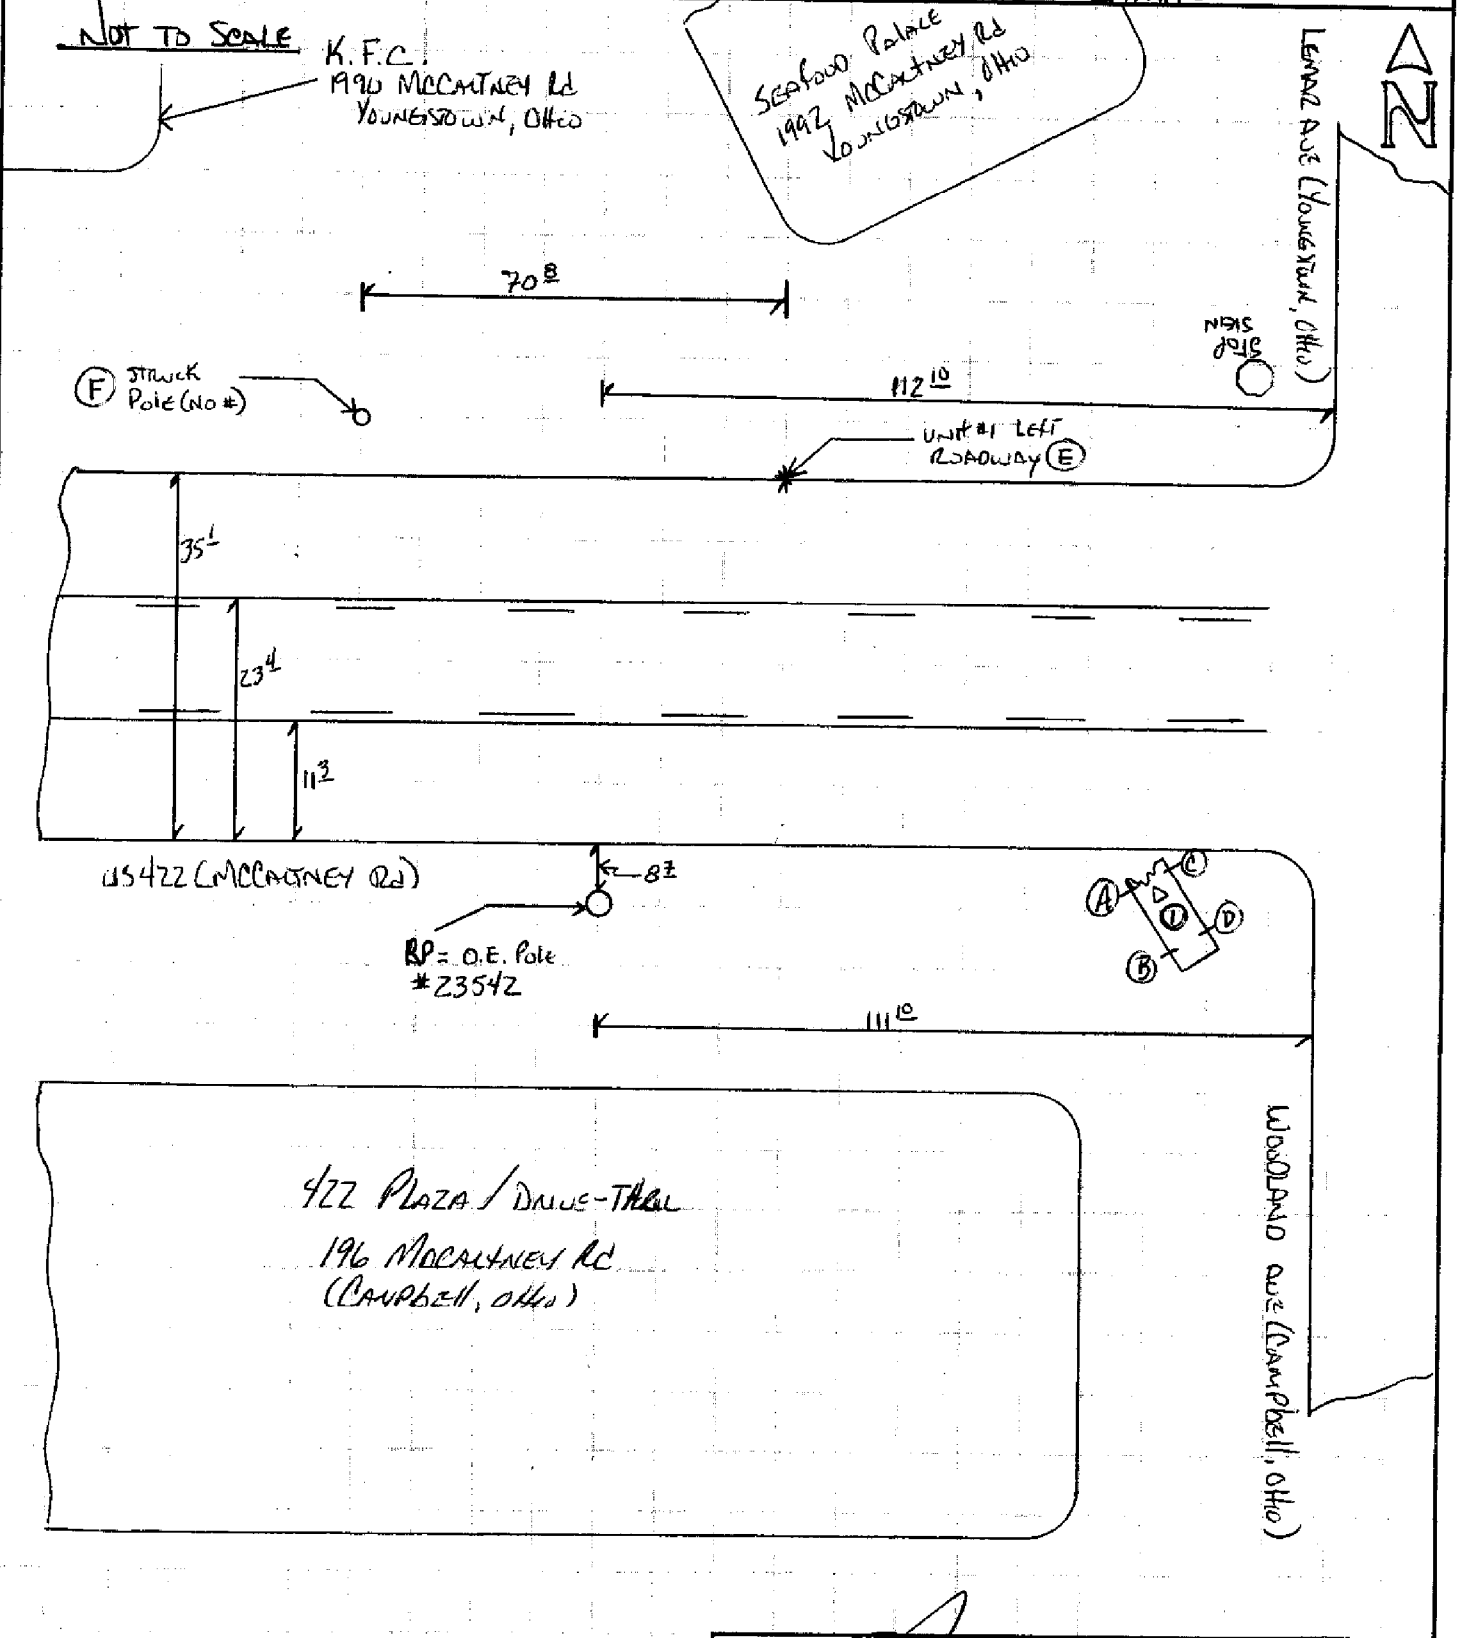 NOT TO SCALE
K.F.C.
1990 MCCARTNEY Rd
YOUNGSTOWN, OHIO
SEAFOOD PALACE
1992 MCCARTNEY Rd
YOUNGSTOWN, OHIO
LEMAR AVE (YOUNGSTOWN, OHIO)
N
70 8
STOP
SIGN
F STRUCK
POLE (NO #)
112 10
UNIT #1 LEFT
ROADWAY E
35 1
23 4
11 3
US 422 (MCCARTNEY Rd)
8 7
RP = O.E. Pole
#23542
A
C
1
D
B
111 10
422 PLAZA / DRIVE-THRU
196 MCCARTNEY Rd
(CAMPBELL, OHIO)
WOODLAND AVE (CAMPBELL, OHIO)